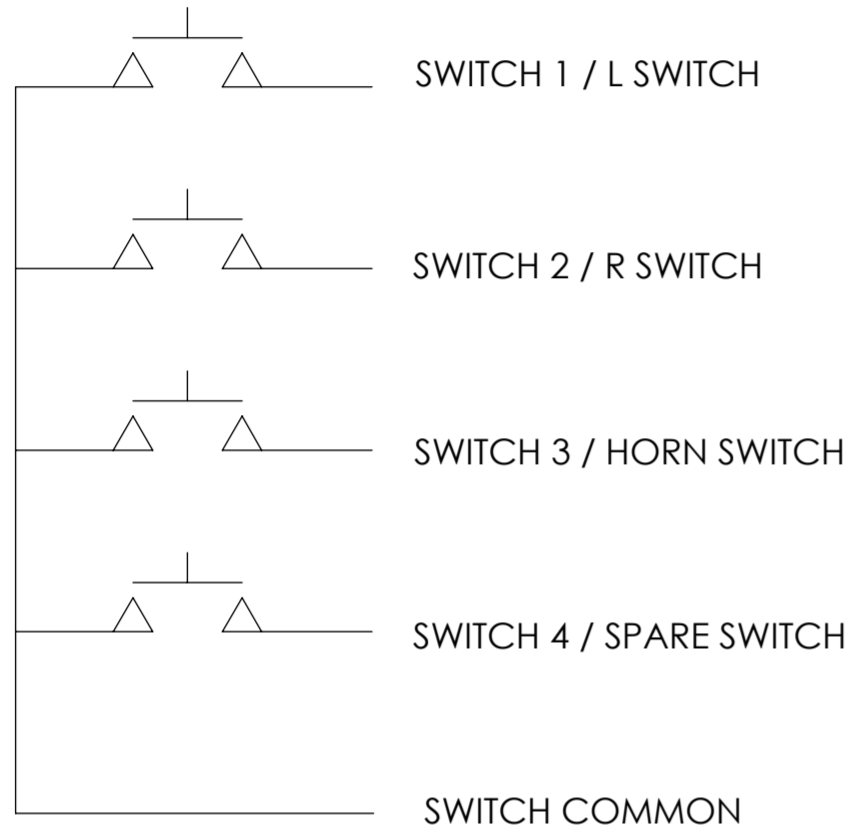 SWITCH 1 / L SWITCH
SWITCH 2 / R SWITCH
SWITCH 3 / HORN SWITCH
SWITCH 4 / SPARE SWITCH
SWITCH COMMON